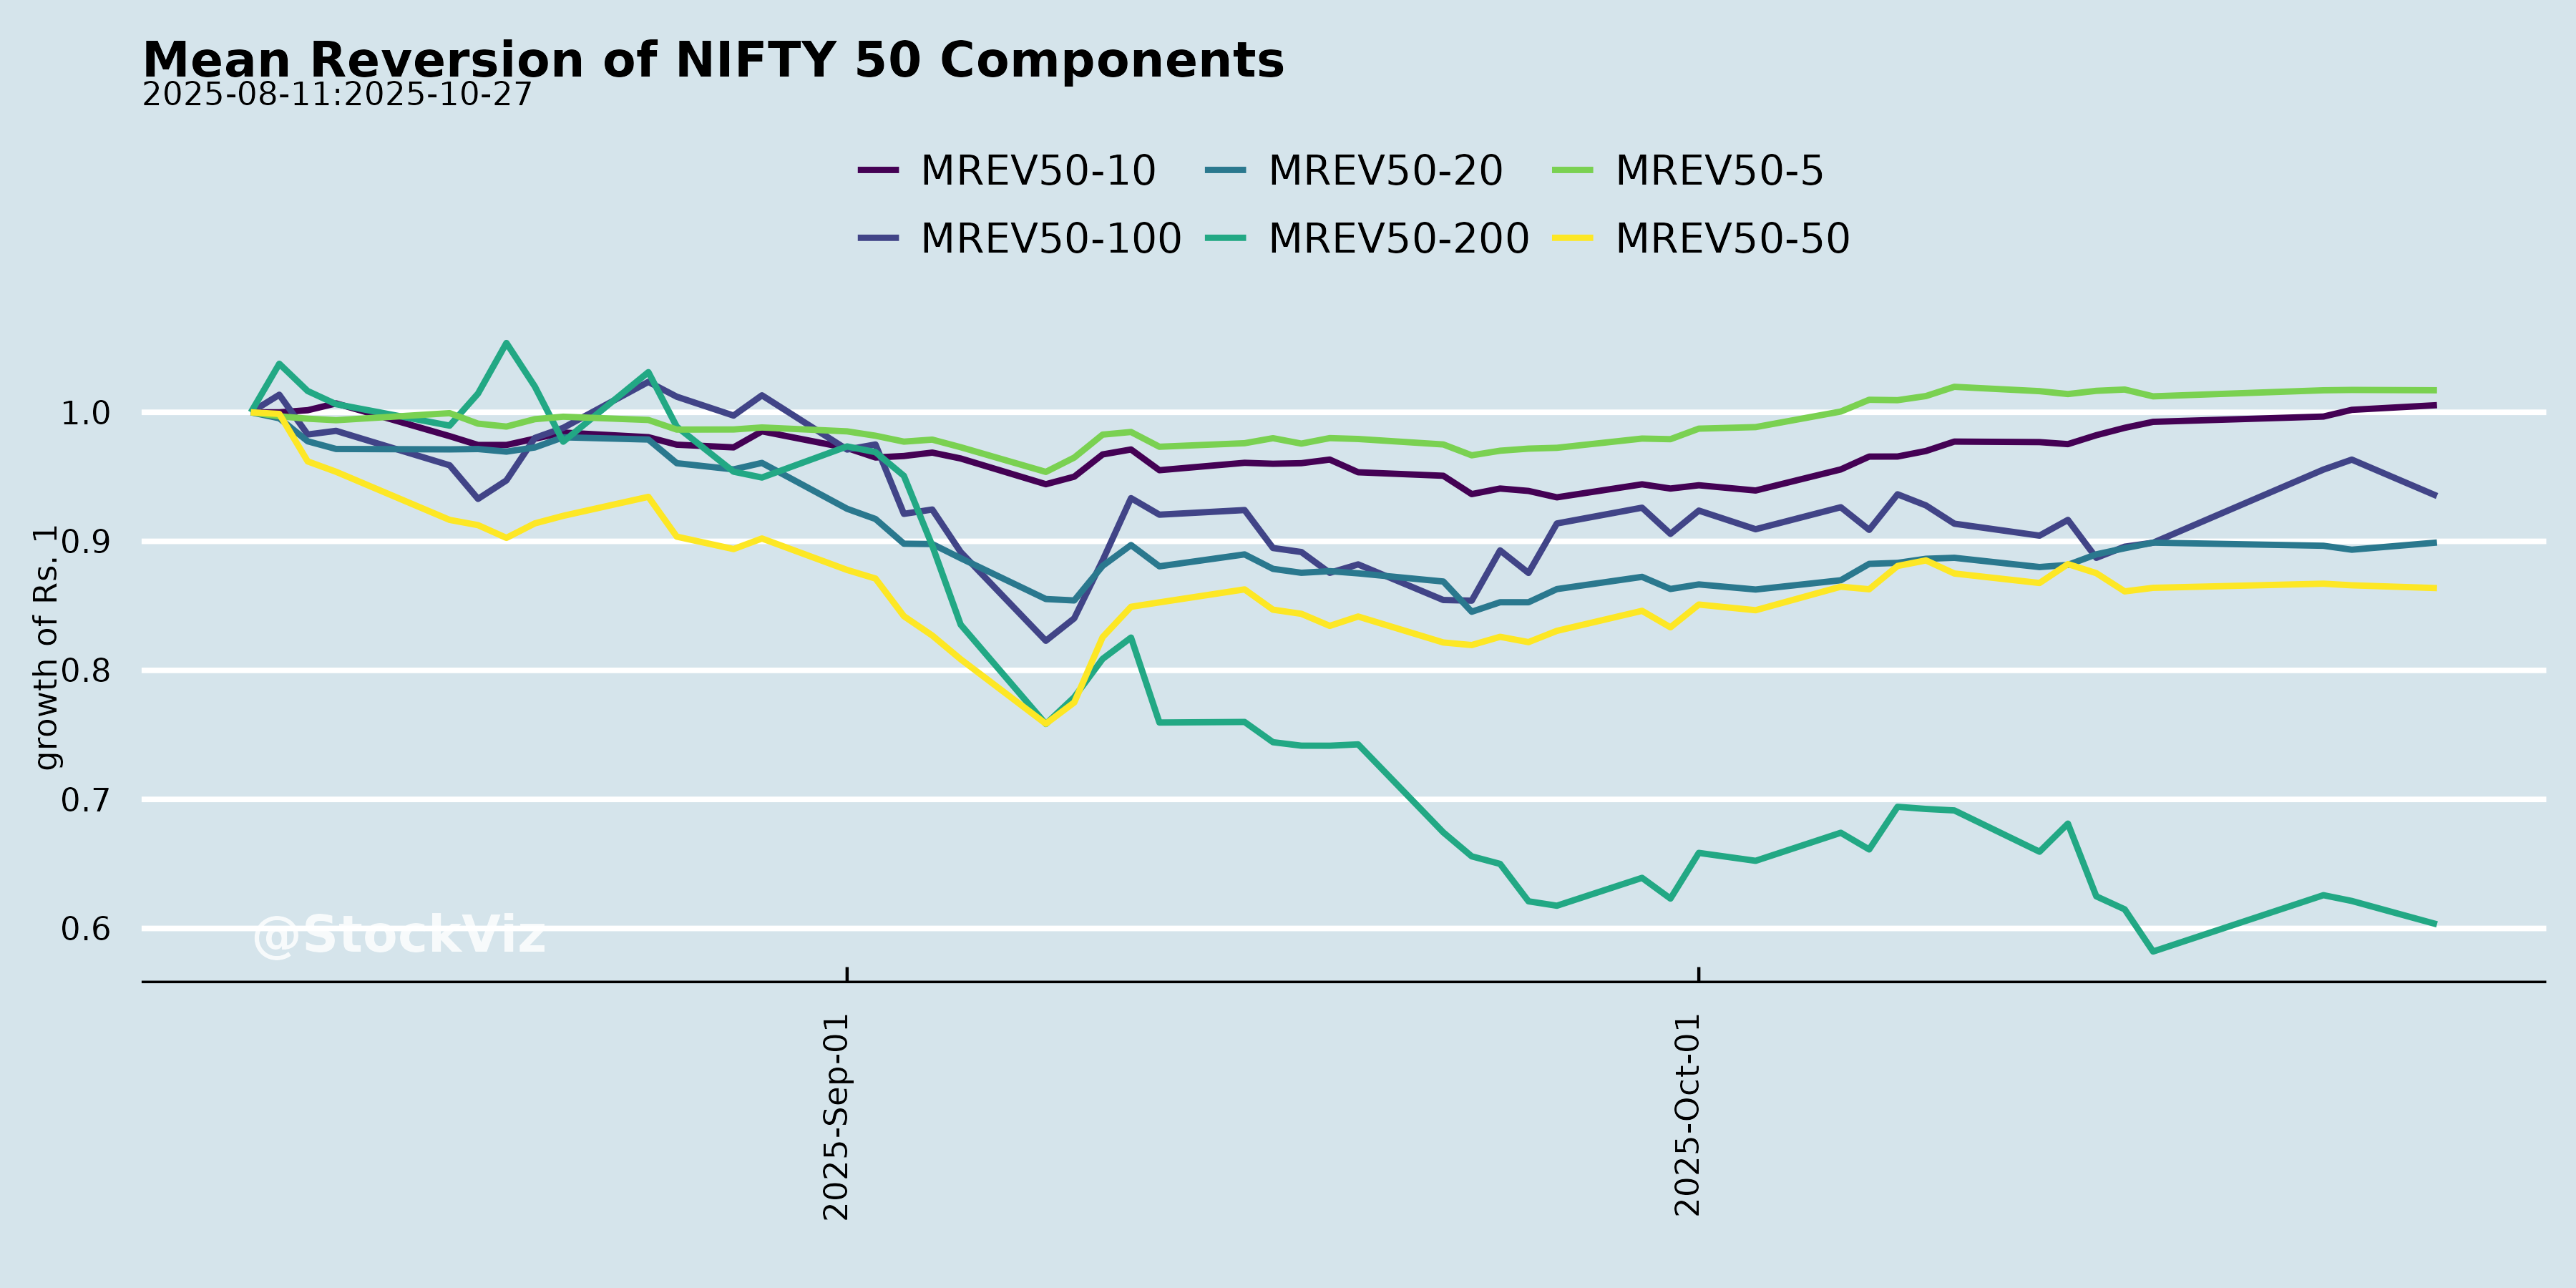 Mean Reversion of NIFTY 50 Components
2025-08-11:2025-10-27
MREV50-10 MREV50-20 MREV50-5
MREV50-100 MREV50-200 MREV50-50
growth of Rs. 1
1.0
0.9
0.8
0.7
0.6
@StockViz
2025-Sep-01
2025-Oct-01